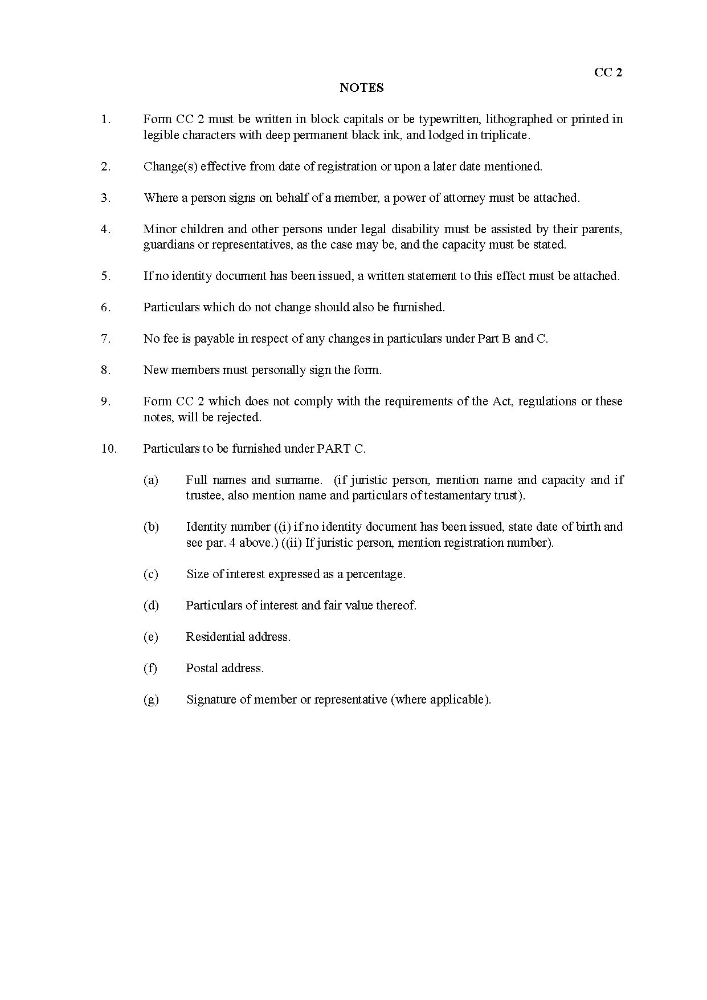 CC 2
NOTES
1. Form CC 2 must be written in block capitals or be typewritten, lithographed or printed in
legible characters with deep permanent black ink, and lodged in triplicate.
2. Change(s) effective from date of registration or upon a later date mentioned.
3. Where a person signs on behalf of a member, a power of attorney must be attached.
4. Minor children and other persons under legal disability must be assisted by their parents,
guardians or representatives, as the case may be, and the capacity must be stated.
5. If no identity document has been issued, a written statement to this effect must be attached.
6. Particulars which do not change should also be furnished.
7. No fee is payable in respect of any changes in particulars under Part B and C.
8. New members must personally sign the form.
9. Form CC 2 which does not comply with the requirements of the Act, regulations or these
notes, will be rejected.
10. Particulars to be furnished under PART C.
(a) Full names and surname. (if juristic person, mention name and capacity and if
trustee, also mention name and particulars of testamentary trust).
(b) Identity number ((i) if no identity document has been issued, state date of birth and
see par. 4 above.) ((ii) If juristic person, mention registration number).
(c) Size of interest expressed as a percentage.
(d) Particulars of interest and fair value thereof.
(e) Residential address.
(f) Postal address.
(g) Signature of member or representative (where applicable).